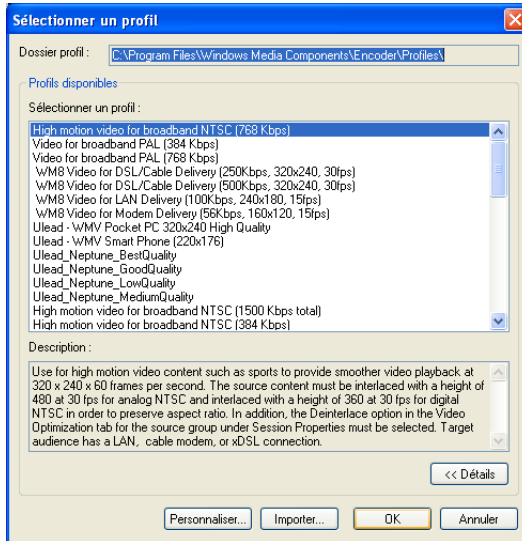 Sélectionner un profil
Dossier profil : C:\Program Files\Windows Media Components\Encoder\Profiles\
Profils disponibles
Sélectionner un profil :
High motion video for broadband NTSC (768 Kbps)
Video for broadband PAL (384 Kbps)
Video for broadband PAL (768 Kbps)
WM8 Video for DSL/Cable Delivery (250Kbps, 320x240, 30fps)
WM8 Video for DSL/Cable Delivery (500Kbps, 320x240, 30fps)
WM8 Video for LAN Delivery (100Kbps, 240x180, 15fps)
WM8 Video for Modem Delivery (56Kbps, 160x120, 15fps)
Ulead - WMV Pocket PC 320x240 High Quality
Ulead - WMV Smart Phone (220x176)
Ulead_Neptune_BestQuality
Ulead_Neptune_GoodQuality
Ulead_Neptune_LowQuality
Ulead_Neptune_MediumQuality
High motion video for broadband NTSC (1500 Kbps total)
High motion video for broadband NTSC (384 Kbps)
Description :
Use for high motion video content such as sports to provide smoother video playback at
320 x 240 x 60 frames per second. The source content must be interlaced with a height of
480 at 30 fps for analog NTSC and interlaced with a height of 360 at 30 fps for digital
NTSC in order to preserve aspect ratio. In addition, the Deinterlace option in the Video
Optimization tab for the source group under Session Properties must be selected. Target
audience has a LAN, cable modem, or xDSL connection.
<< Détails
Personnaliser... Importer... OK Annuler